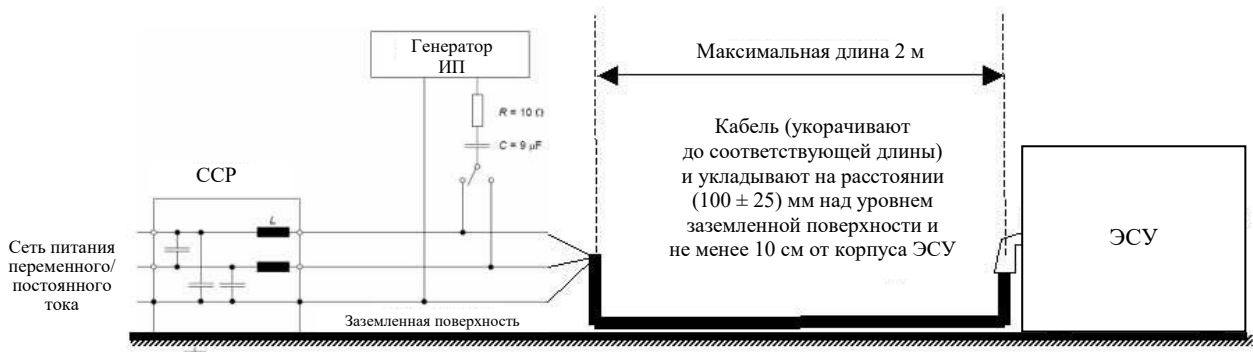 Генератор
ИП
R = 10 Ω
C = 9 µF
ССР
L
Сеть питания
переменного/
постоянного
тока
Заземленная поверхность
Максимальная длина 2 м
Кабель (укорачивают
до соответствующей длины)
и укладывают на расстоянии
(100 ± 25) мм над уровнем
заземленной поверхности и
не менее 10 см от корпуса ЭСУ
ЭСУ